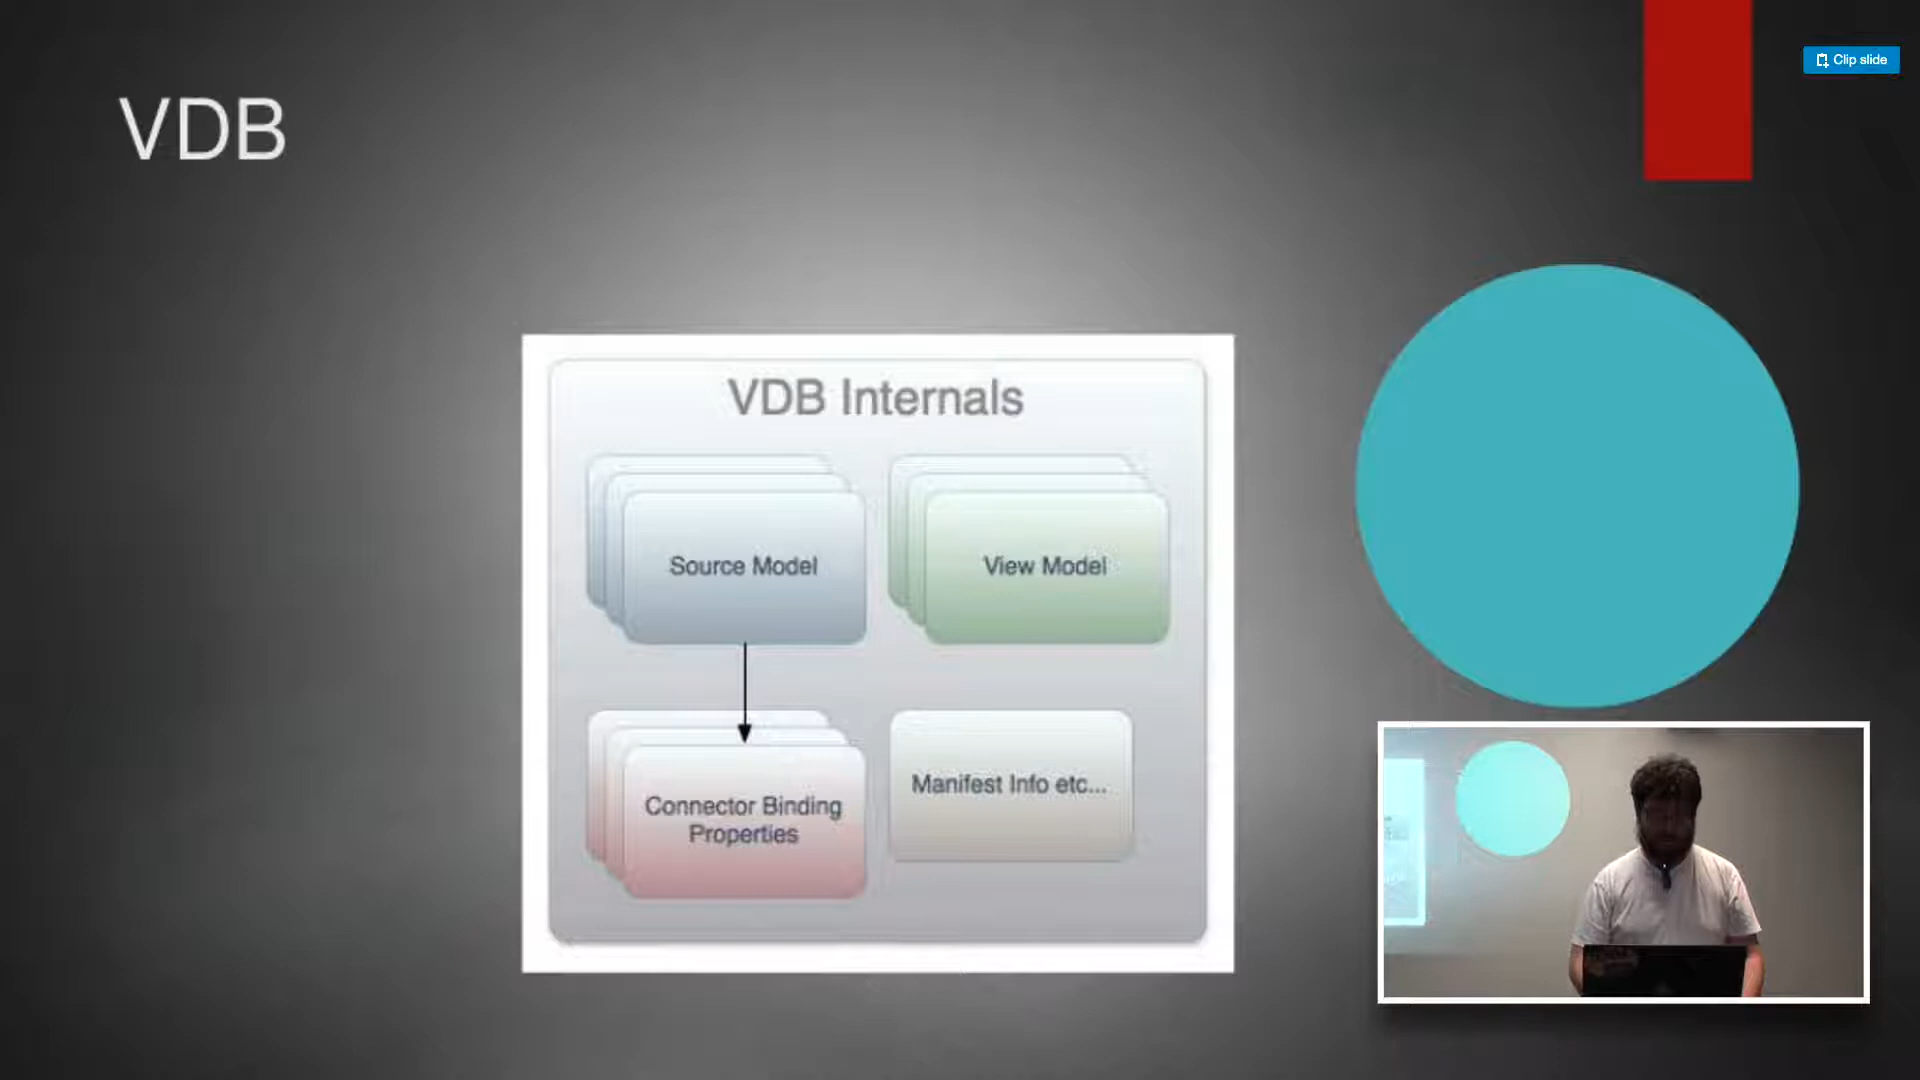 Clip slide
VDB
VDB Internals
Source Model
View Model
Connector Binding
Properties
Manifest Info etc...